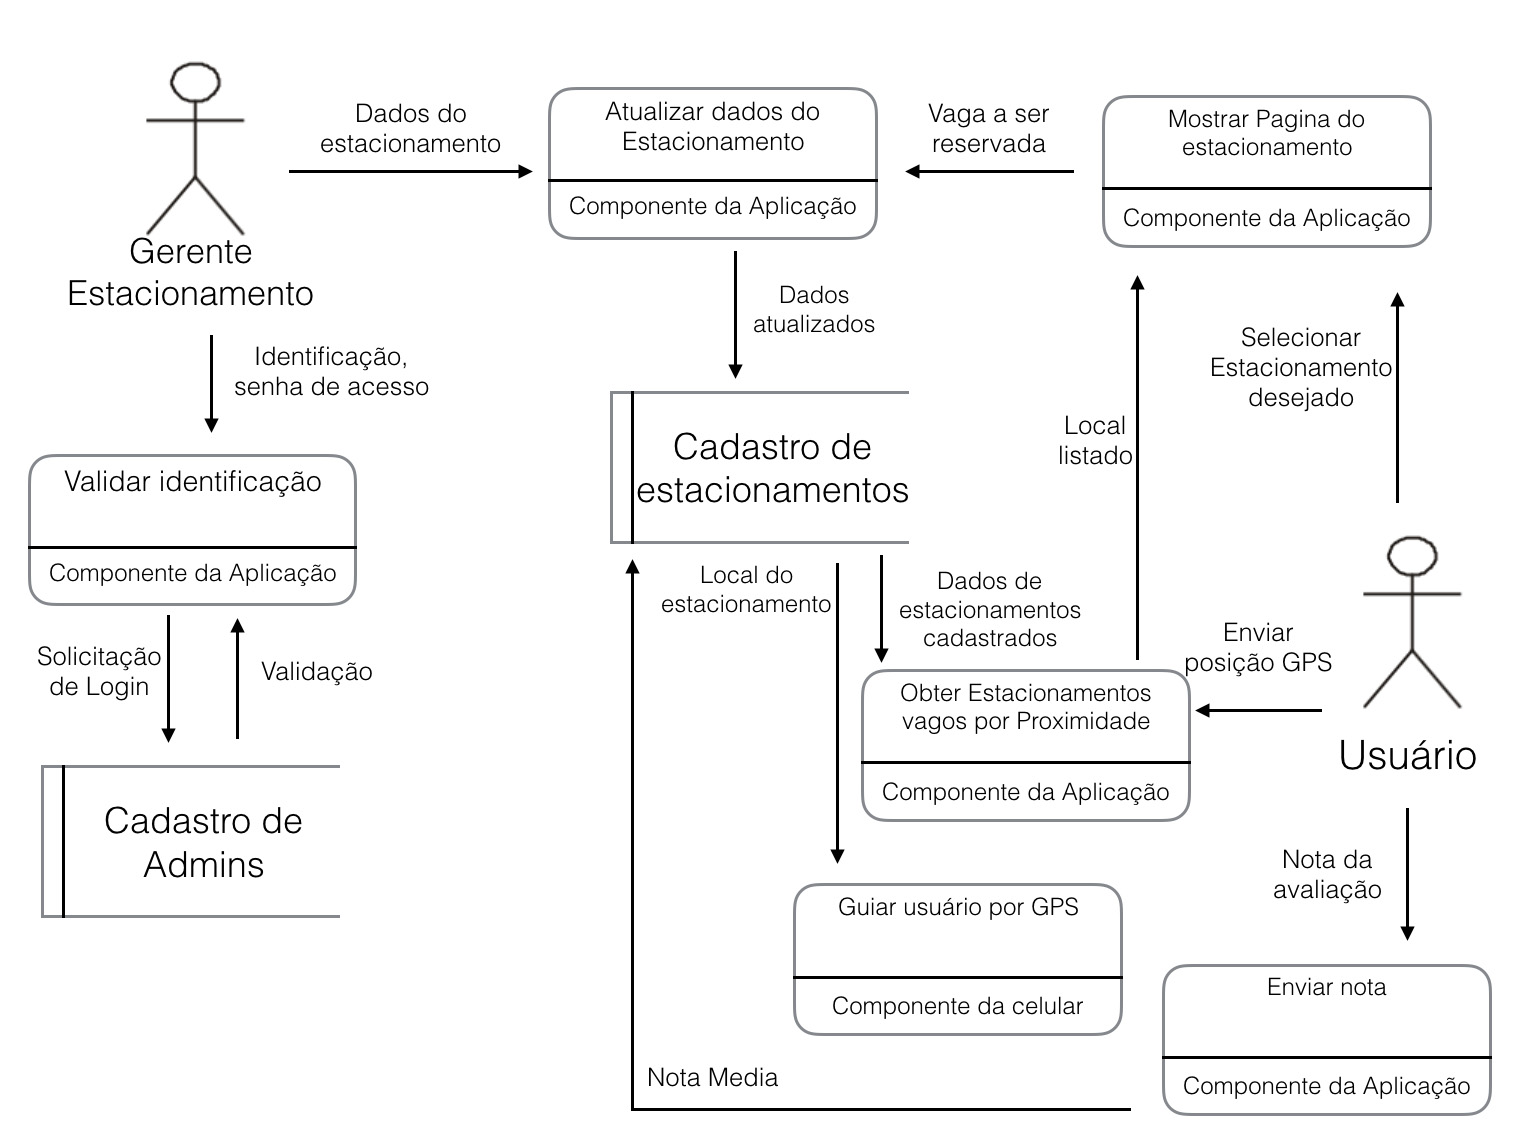 Dados do
estacionamento
Atualizar dados do
Estacionamento
Componente da Aplicação
Vaga a ser
reservada
Mostrar Pagina do
estacionamento
Componente da Aplicação
Gerente
Estacionamento
Identificação,
senha de acesso
Dados
atualizados
Selecionar
Estacionamento
desejado
Validar identificação
Componente da Aplicação
Cadastro de
estacionamentos
Local
listado
Solicitação
de Login
Validação
Local do
estacionamento
Dados de
estacionamentos
cadastrados
Enviar
posição GPS
Obter Estacionamentos
vagos por Proximidade
Componente da Aplicação
Usuário
Cadastro de
Admins
Nota da
avaliação
Guiar usuário por GPS
Componente da celular
Enviar nota
Componente da Aplicação
Nota Media